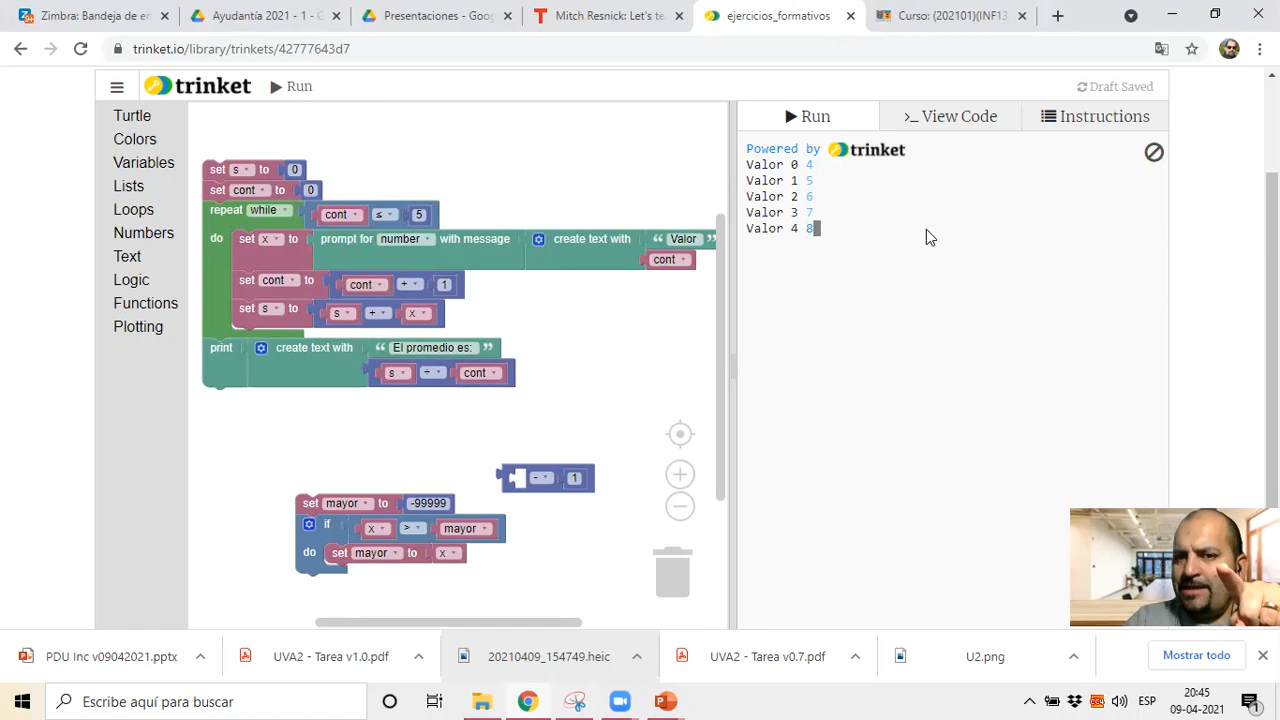 Zimbra: Bandeja de en
Ayudantía 2021 - 1 - G
Presentaciones - Goog
Mitch Resnick: Let's te
ejercicios_formativos
Curso: (202101)(INF13
trinket.io/library/trinkets/42777643d7
trinket
Run
Draft Saved
Turtle
Colors
Variables
Lists
Loops
Numbers
Text
Logic
Functions
Plotting
set s to 0
set cont to 0
repeat while cont ≤ 5
do set x to prompt for number with message create text with “ Valor ”
cont
set cont to cont + 1
set s to s + x
print create text with “ El promedio es: ”
s ÷ cont
- 1
set mayor to -99999
if x > mayor
do set mayor to x
Run
View Code
Instructions
Powered by trinket
Valor 0 4
Valor 1 5
Valor 2 6
Valor 3 7
Valor 4 8
PDU Inc v09042021.pptx
UVA2 - Tarea v1.0.pdf
20210409_154749.heic
UVA2 - Tarea v0.7.pdf
U2.png
Mostrar todo
Escribe aquí para buscar
ESP
20:45
09-04-2021
1